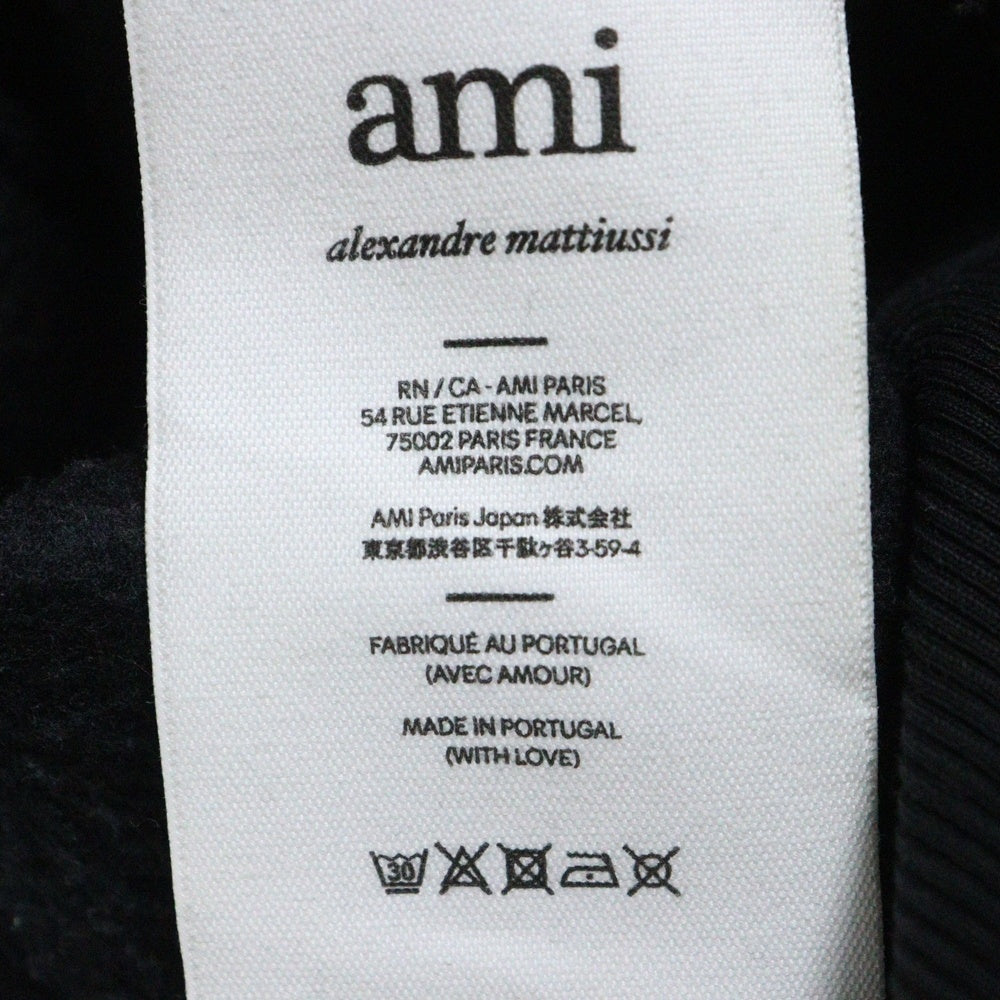 ami
alexandre mattiussi
RN / CA - AMI PARIS
54 RUE ETIENNE MARCEL,
75002 PARIS FRANCE
AMIPARIS.COM
AMI Paris Japan 株式会社
東京都渋谷区千駄ヶ谷3-59-4
FABRIQUÉ AU PORTUGAL
(AVEC AMOUR)
MADE IN PORTUGAL
(WITH LOVE)
30